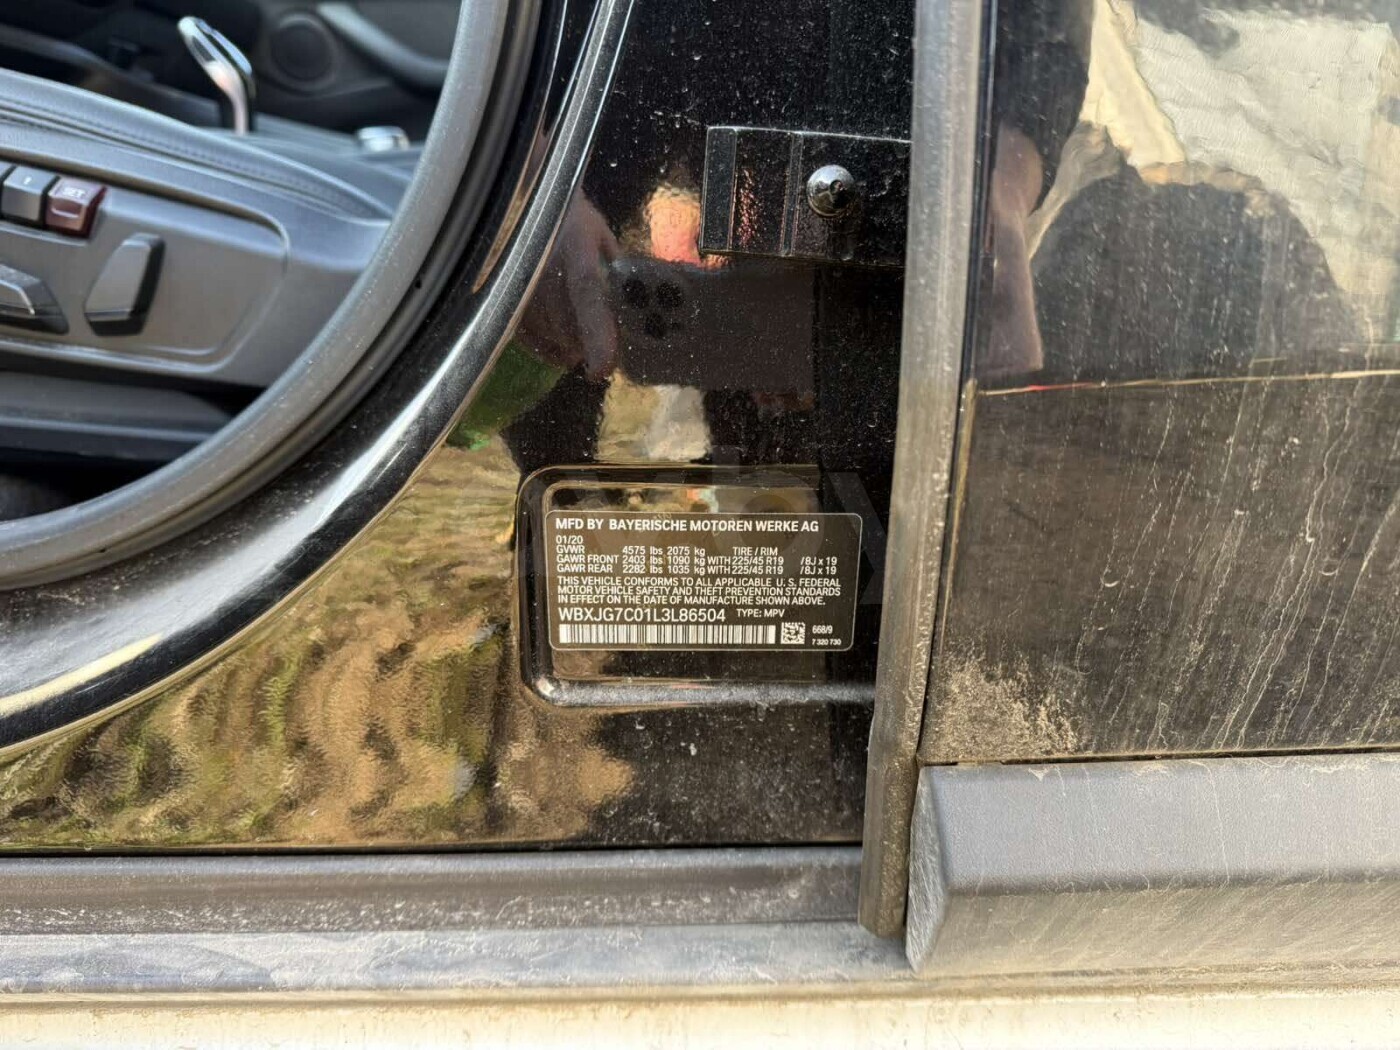 SET
MFD BY BAYERISCHE MOTOREN WERKE AG
01/20
GVWR 4575 lbs 2075 kg TIRE / RIM
GAWR FRONT 2403 lbs 1090 kg WITH 225/45 R19 / 8J x 19
GAWR REAR 2282 lbs 1035 kg WITH 225/45 R19 / 8J x 19
THIS VEHICLE CONFORMS TO ALL APPLICABLE U. S. FEDERAL
MOTOR VEHICLE SAFETY AND THEFT PREVENTION STANDARDS
IN EFFECT ON THE DATE OF MANUFACTURE SHOWN ABOVE.
WBXJG7C01L3L86504 TYPE: MPV
668/9
7 320 730